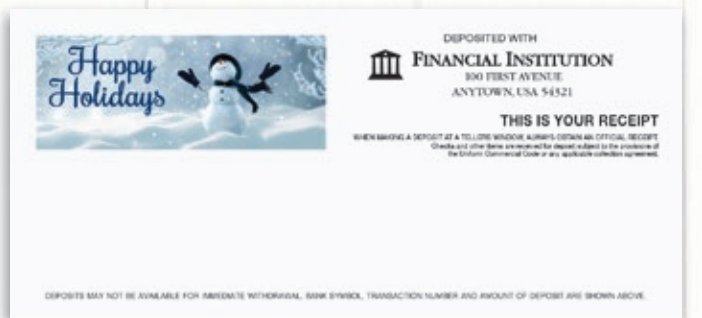 Happy
Holidays
DEPOSITED WITH
FINANCIAL INSTITUTION
100 FIRST AVENUE
ANYTOWN, USA 54321
THIS IS YOUR RECEIPT
WHEN MAKING A DEPOSIT AT A TELLERS WINDOW, ALWAYS OBTAIN AN OFFICIAL RECEIPT.
Checks and other items are received for deposit subject to the provisions of
the Uniform Commercial Code or any applicable collection agreement.
DEPOSITS MAY NOT BE AVAILABLE FOR IMMEDIATE WITHDRAWAL. BANK SYMBOL, TRANSACTION NUMBER AND AMOUNT OF DEPOSIT ARE SHOWN ABOVE.